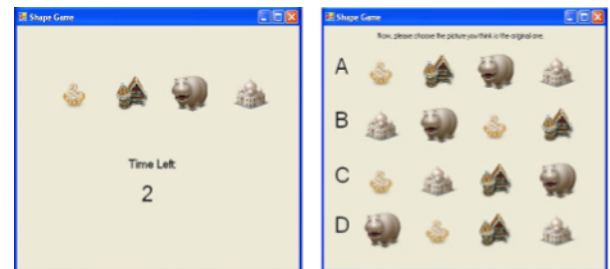 Shape Game
Time Left
2
Shape Game
Now, please choose the picture you think is the original one.
A
B
C
D